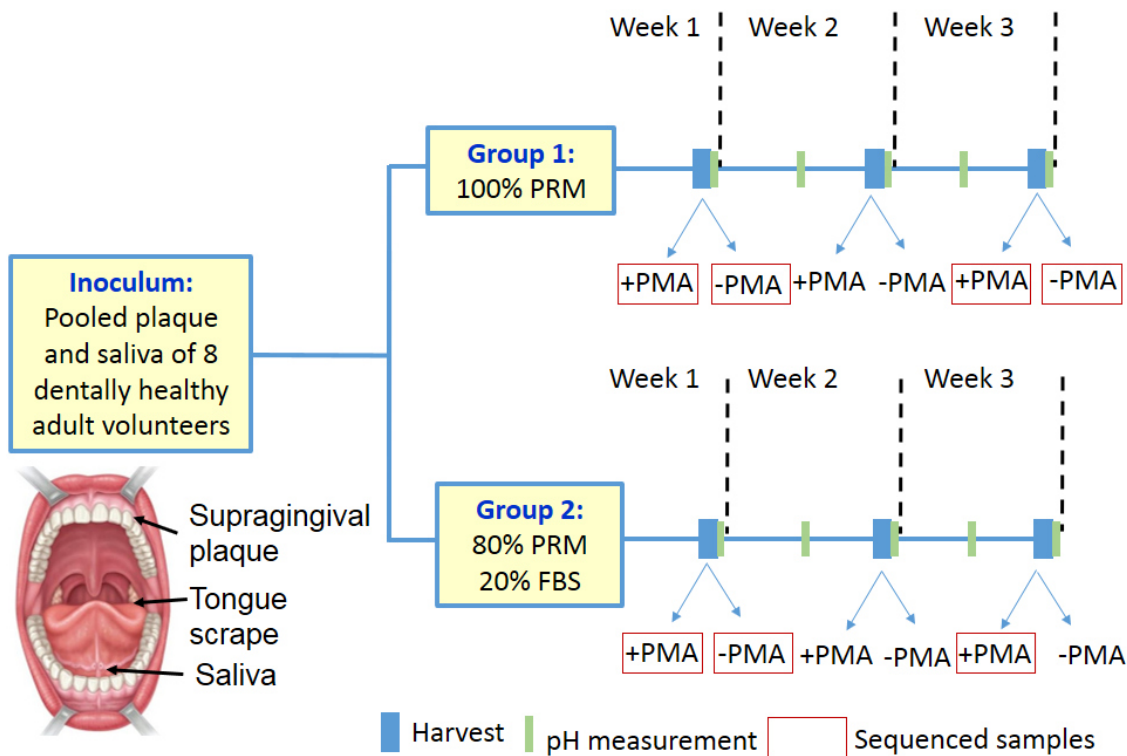 Week 1
Week 2
Week 3
Group 1:
100% PRM
+PMA
-PMA
+PMA
-PMA
+PMA
-PMA
Inoculum:
Pooled plaque
and saliva of 8
dentally healthy
adult volunteers
Week 1
Week 2
Week 3
Group 2:
80% PRM
20% FBS
+PMA
-PMA
+PMA
-PMA
+PMA
-PMA
Supragingival
plaque
Tongue
scrape
Saliva
Harvest
pH measurement
Sequenced samples